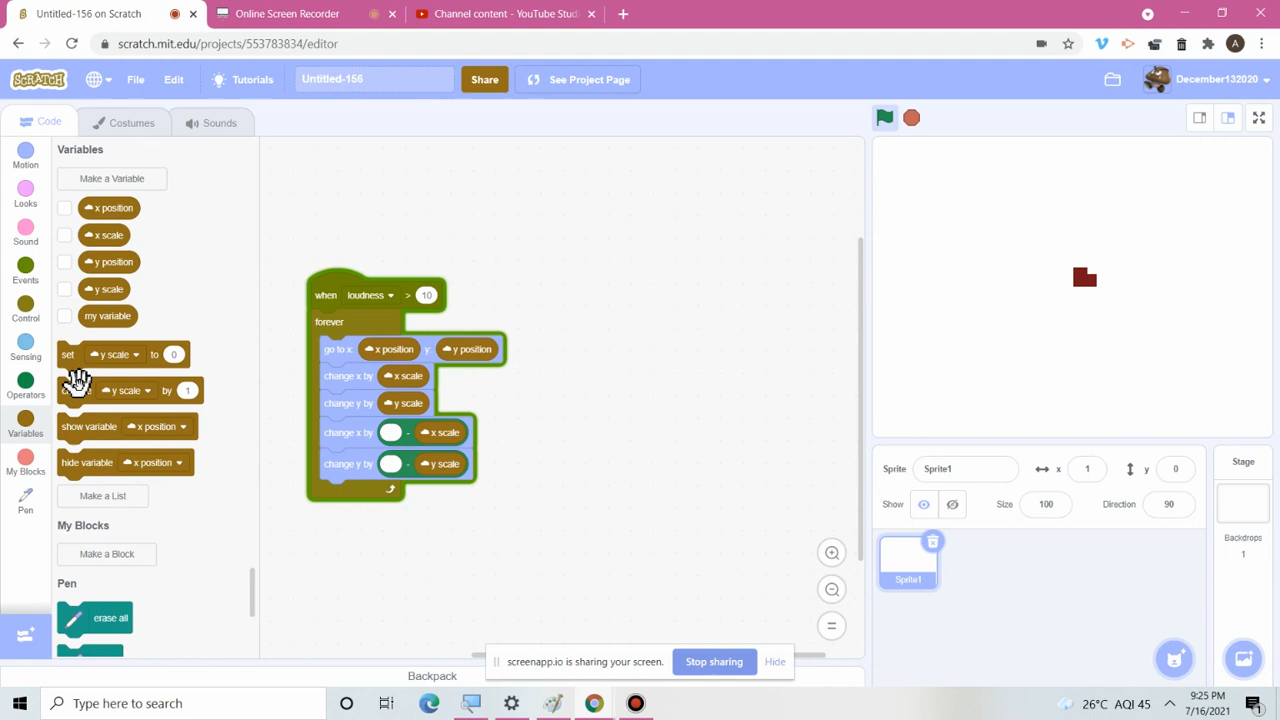 Untitled-156 on Scratch
Online Screen Recorder
Channel content - YouTube Stud
scratch.mit.edu/projects/553783834/editor
A
SCRATCH
File
Edit
Tutorials
Untitled-156
Share
See Project Page
December132020
Code
Costumes
Sounds
Motion
Looks
Sound
Events
Control
Sensing
Operators
Variables
My Blocks
Pen
Variables
Make a Variable
x position
x scale
y position
y scale
my variable
set y scale to 0
y scale by 1
show variable x position
hide variable x position
Make a List
My Blocks
Make a Block
Pen
erase all
when loudness > 10
forever
go to x: x position y: y position
change x by x scale
change y by y scale
change x by - x scale
change y by - y scale
Sprite Sprite1 x 1 y 0
Show Size 100 Direction 90
Sprite1
Stage
Backdrops
1
screenapp.io is sharing your screen. Stop sharing Hide
Backpack
Type here to search
26°C AQI 45
9:25 PM
7/16/2021
1